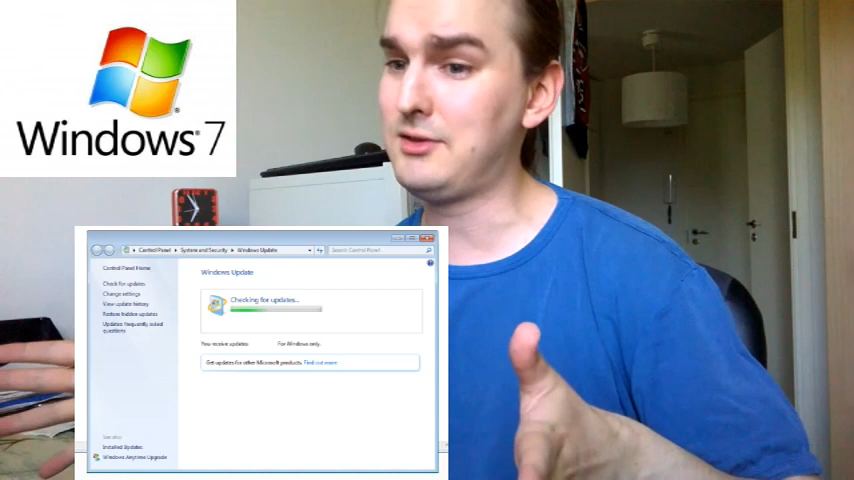 Windows® 7
Control Panel ▸ System and Security ▸ Windows Update
Search Control Panel
Control Panel Home
Check for updates
Change settings
View update history
Restore hidden updates
Updates: frequently asked
questions
Windows Update
Checking for updates...
You receive updates: For Windows only.
Get updates for other Microsoft products. Find out more
See also
Installed Updates
Windows Anytime Upgrade